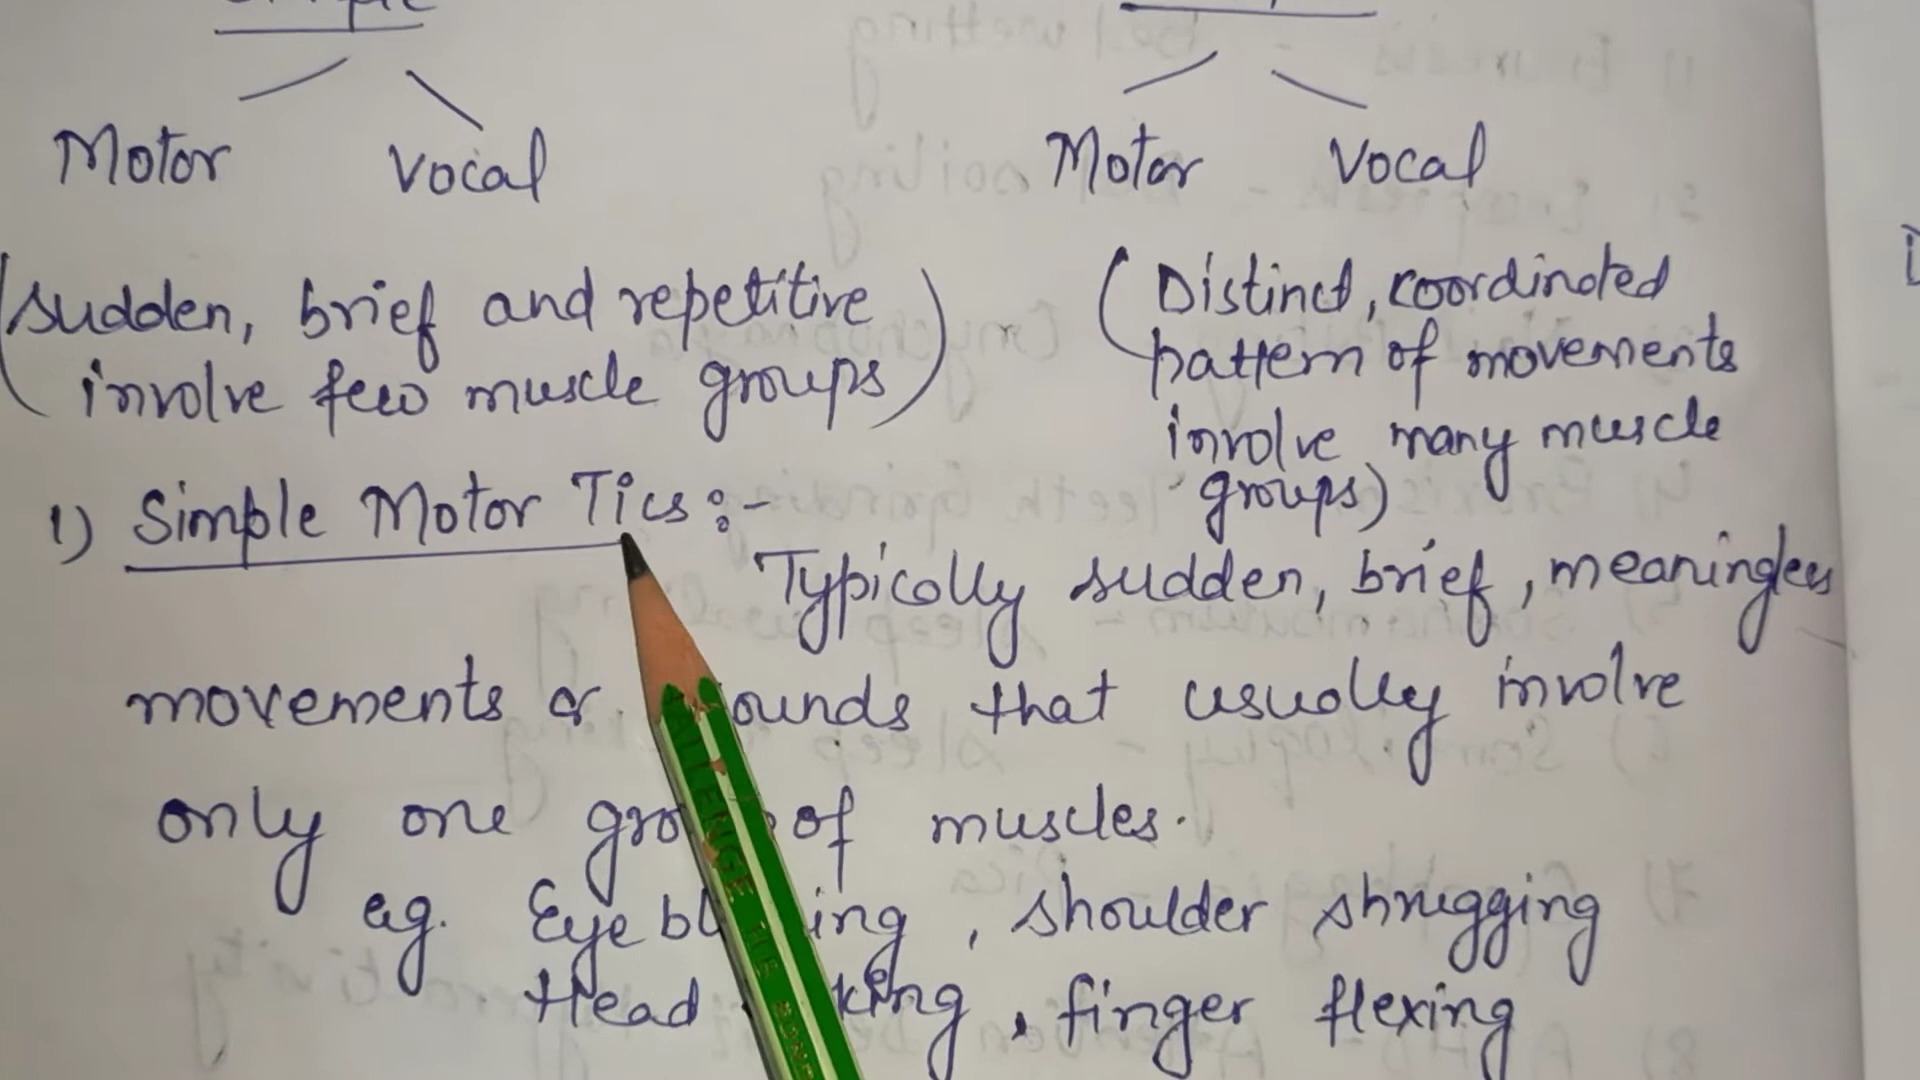 Motor Vocal Motor Vocal
(sudden, brief and repetitive
involve few muscle groups)
(Distinct, coordinated
pattern of movements
involve many muscle
groups)
1) Simple Motor Tics :-
Typically sudden, brief, meaningless
movements or ounds that usually involve
only one gro of muscles.
eg. Eye bl ing, shoulder shrugging
Head king, finger flexing